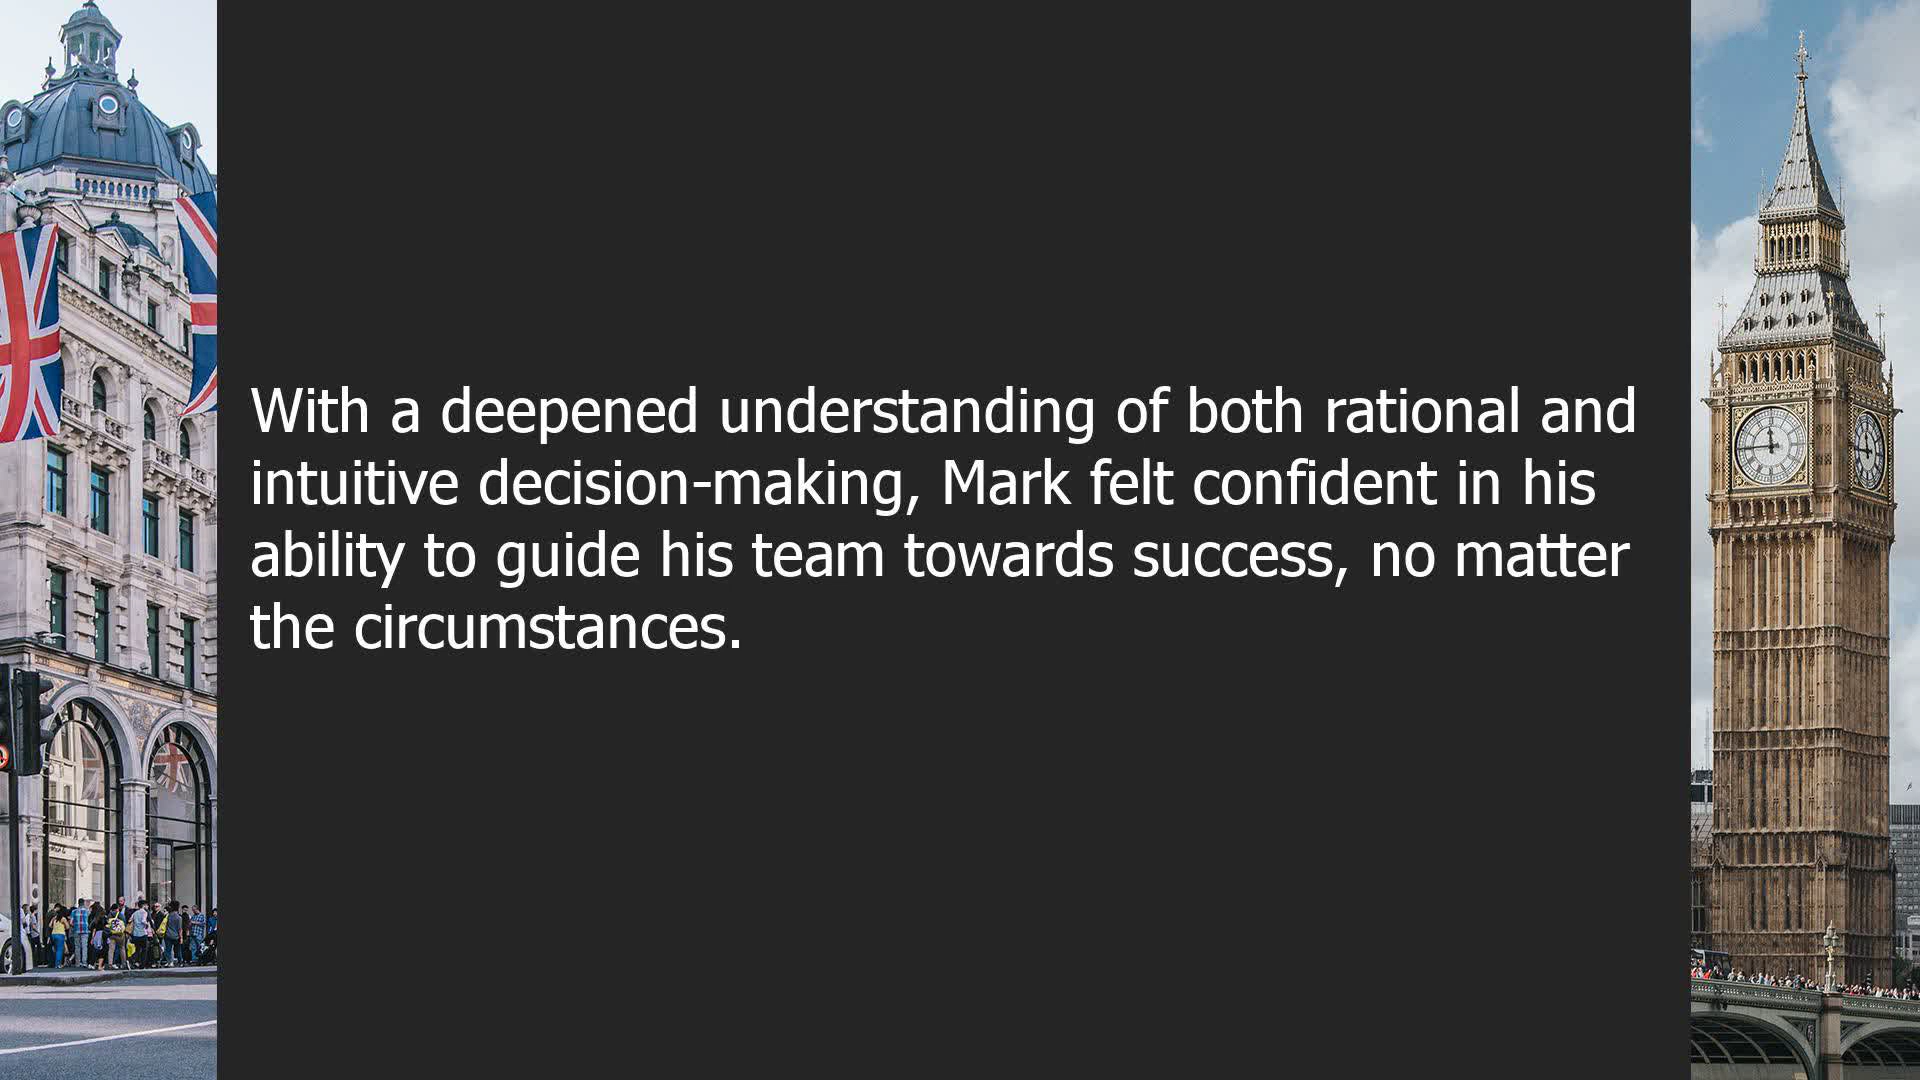 With a deepened understanding of both rational and
intuitive decision-making, Mark felt confident in his
ability to guide his team towards success, no matter
the circumstances.